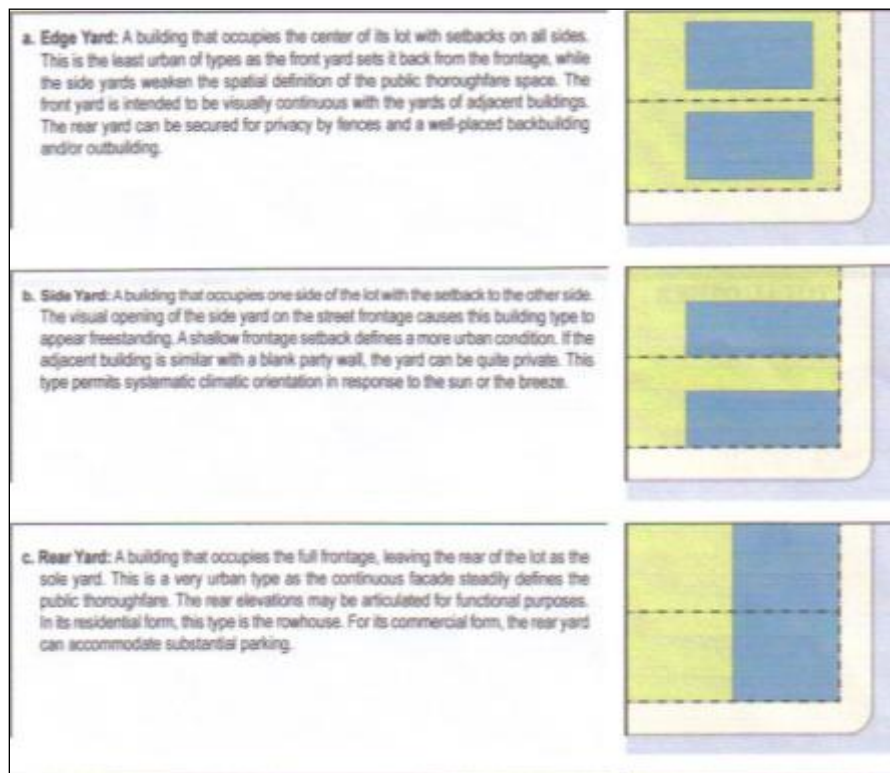 a. Edge Yard: A building that occupies the center of its lot with setbacks on all sides.
This is the least urban of types as the front yard sets it back from the frontage, while
the side yards weaken the spatial definition of the public thoroughfare space. The
front yard is intended to be visually continuous with the yards of adjacent buildings.
The rear yard can be secured for privacy by fences and a well-placed backbuilding
and/or outbuilding.
b. Side Yard: A building that occupies one side of the lot with the setback to the other side.
The visual opening of the side yard on the street frontage causes this building type to
appear freestanding. A shallow frontage setback defines a more urban condition. If the
adjacent building is similar with a blank party wall, the yard can be quite private. This
type permits systematic climatic orientation in response to the sun or the breeze.
c. Rear Yard: A building that occupies the full frontage, leaving the rear of the lot as the
sole yard. This is a very urban type as the continuous facade steadily defines the
public thoroughfare. The rear elevations may be articulated for functional purposes.
In its residential form, this type is the rowhouse. For its commercial form, the rear yard
can accommodate substantial parking.